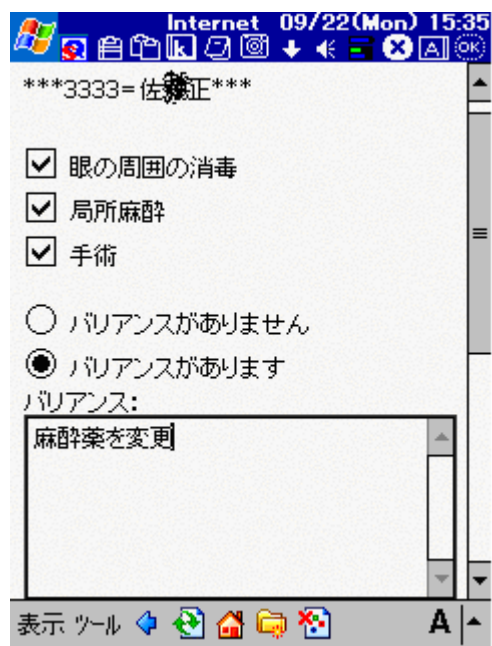 Internet 09/22(Mon) 15:35
***3333=佐 正***
眼の周囲の消毒
局所麻酔
手術
バリアンスがありません
バリアンスがあります
バリアンス:
麻酔薬を変更
表示 ツール A